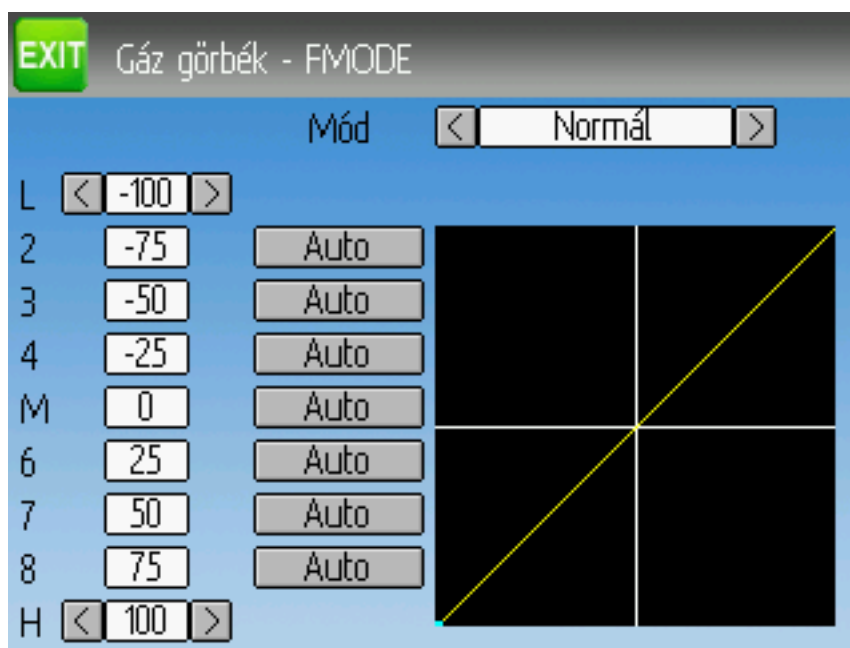 EXIT Gáz görbék - FMODE
Mód < Normál >
L < -100 >
2 -75 Auto
3 -50 Auto
4 -25 Auto
M 0 Auto
6 25 Auto
7 50 Auto
8 75 Auto
H < 100 >